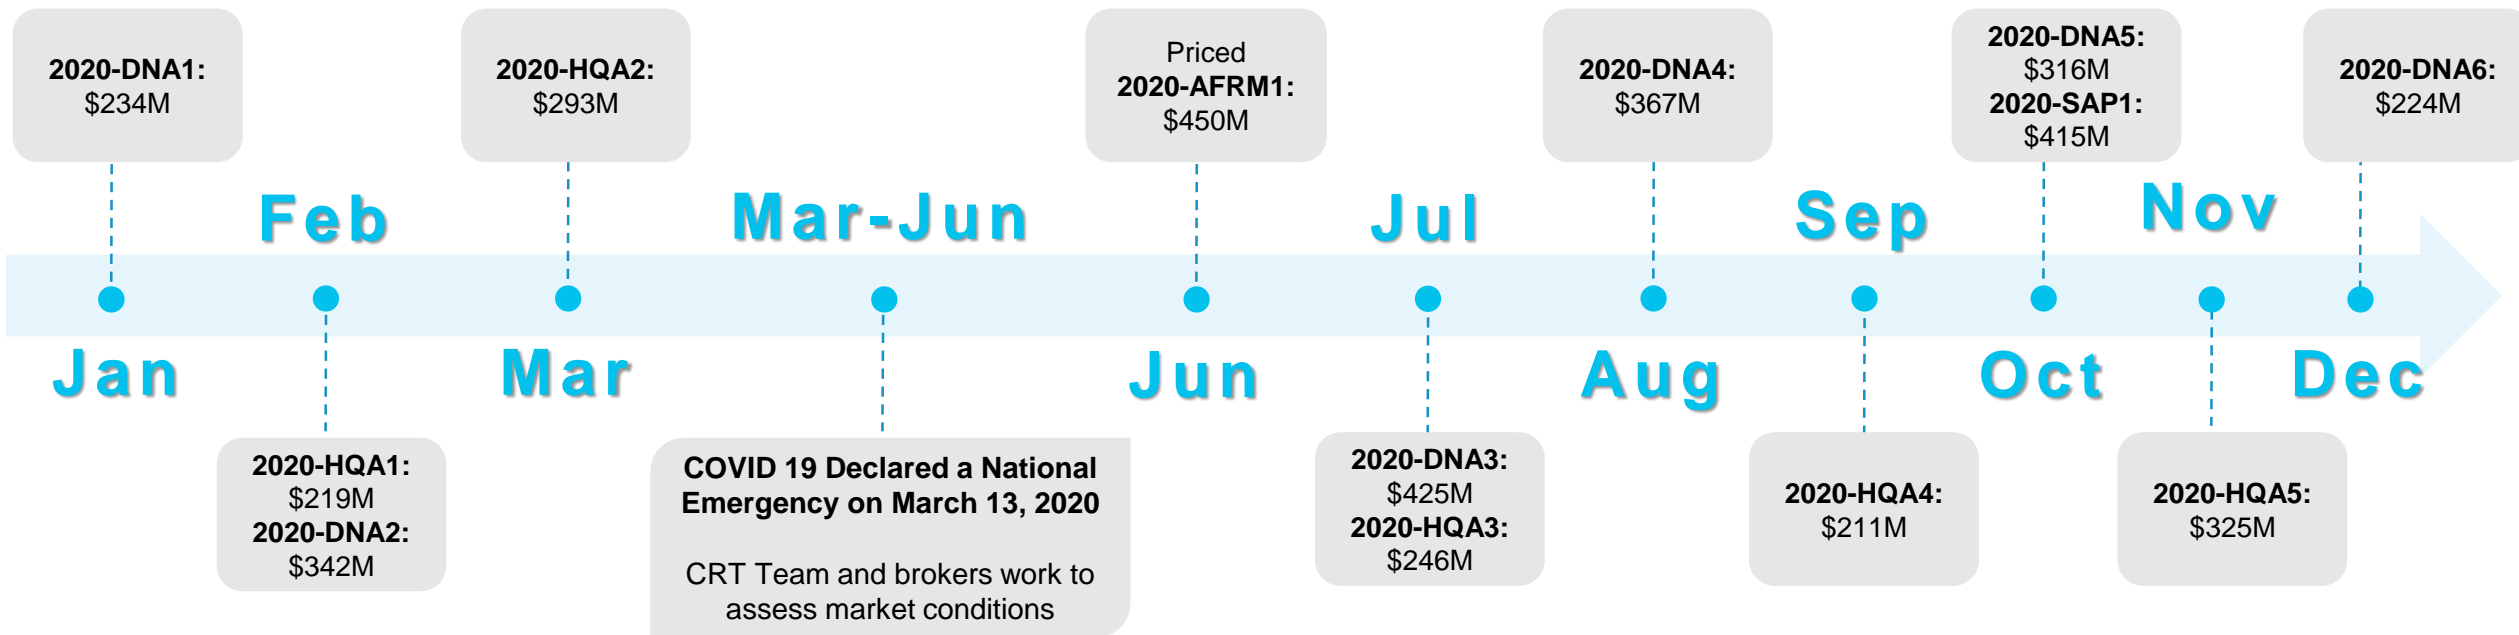 2020-DNA1:
$234M
2020-HQA2:
$293M
Priced
2020-AFRM1:
$450M
2020-DNA4:
$367M
2020-DNA5:
$316M
2020-SAP1:
$415M
2020-DNA6:
$224M
Feb
Mar-Jun
Jul
Sep
Nov
Jan
Mar
Jun
Aug
Oct
Dec
2020-HQA1:
$219M
2020-DNA2:
$342M
COVID 19 Declared a National
Emergency on March 13, 2020
CRT Team and brokers work to
assess market conditions
2020-DNA3:
$425M
2020-HQA3:
$246M
2020-HQA4:
$211M
2020-HQA5:
$325M